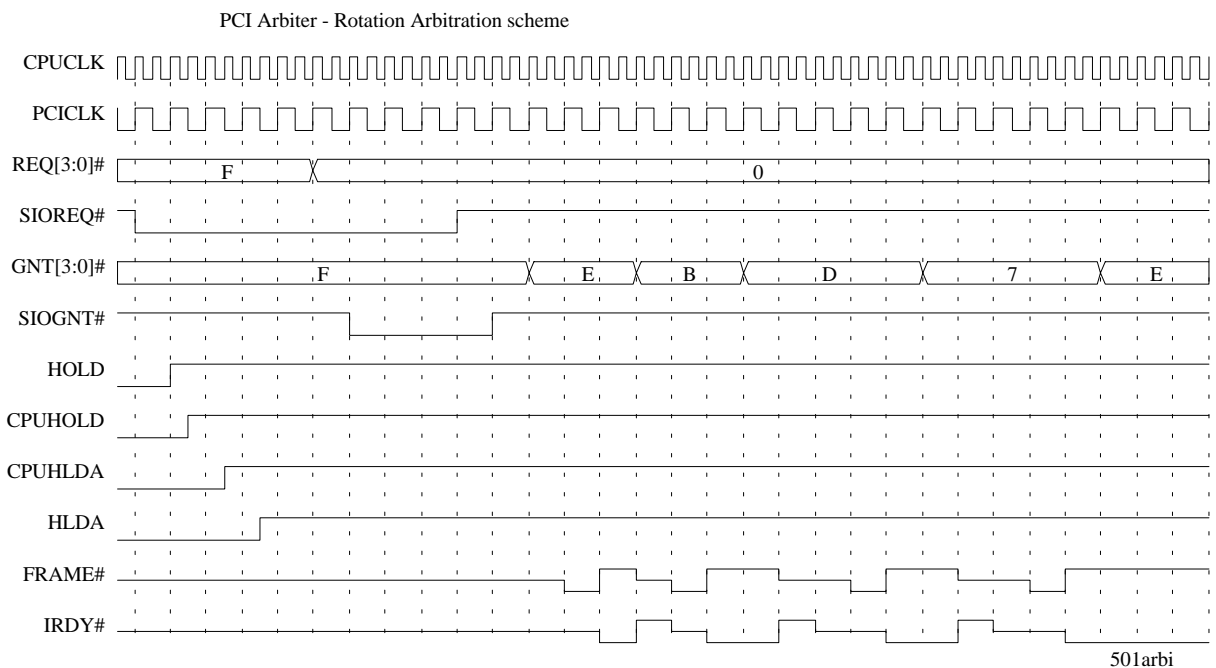 PCI Arbiter - Rotation Arbitration scheme
CPUCLK
PCICLK
REQ[3:0]# F 0
SIOREQ#
GNT[3:0]# F E B D 7 E
SIOGNT#
HOLD
CPUHOLD
CPUHLDA
HLDA
FRAME#
IRDY#
501arbi